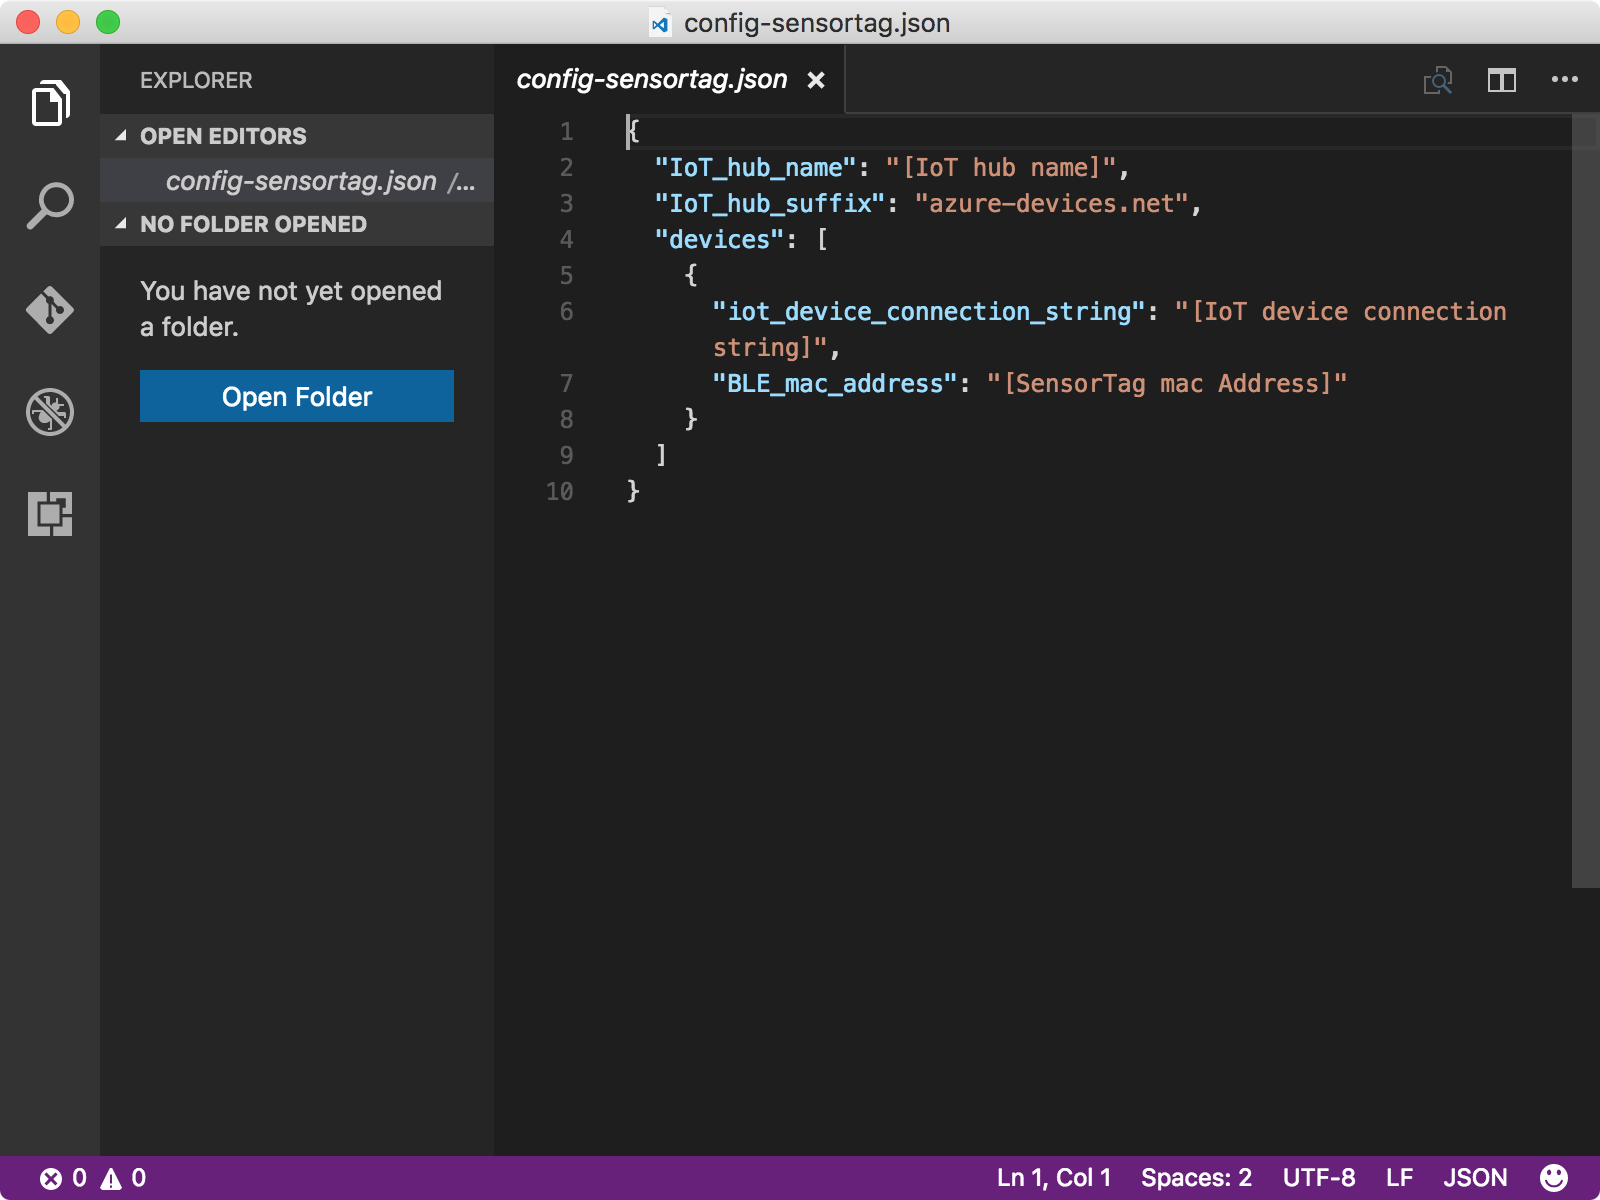 config-sensortag.json
EXPLORER
OPEN EDITORS
config-sensortag.json /...
NO FOLDER OPENED
You have not yet opened
a folder.
Open Folder
config-sensortag.json
1 {
2 "IoT_hub_name": "[IoT hub name]",
3 "IoT_hub_suffix": "azure-devices.net",
4 "devices": [
5 {
6 "iot_device_connection_string": "[IoT device connection
string]",
7 "BLE_mac_address": "[SensorTag mac Address]"
8 }
9 ]
10 }
0 0
Ln 1, Col 1 Spaces: 2 UTF-8 LF JSON